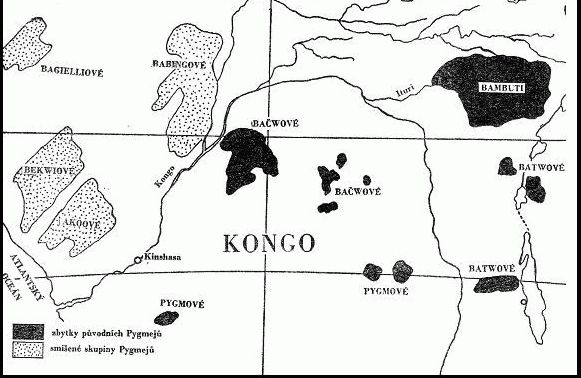 BAGIELLIOVÉ
BABINGOVÉ
Ituri
BAMBUTI
BAČWOVÉ
BEKWIOVÉ
Kongo
BATWOVÉ
BAČWOVÉ
AKOOVÉ
KONGO
ATLANTSKÝ
OCEÁN
Kinshasa
BATWOVÉ
PYGMOVÉ
PYGMOVÉ
zbytky původních Pygmejů
smíšené skupiny Pygmejů